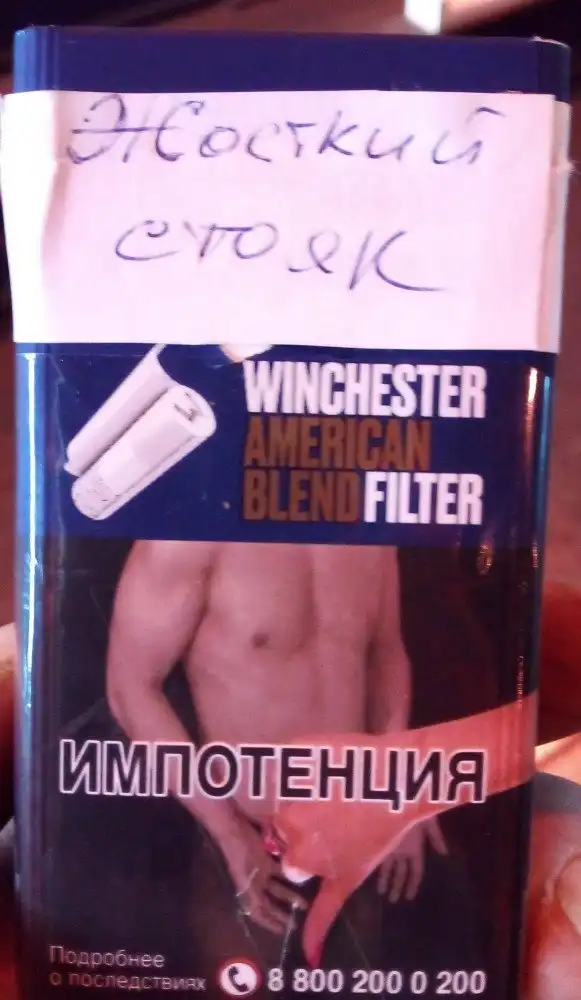 Жосткий
стояк
WINCHESTER
AMERICAN
BLEND FILTER
ИМПОТЕНЦИЯ
Подробнее
о последствиях 8 800 200 0 200